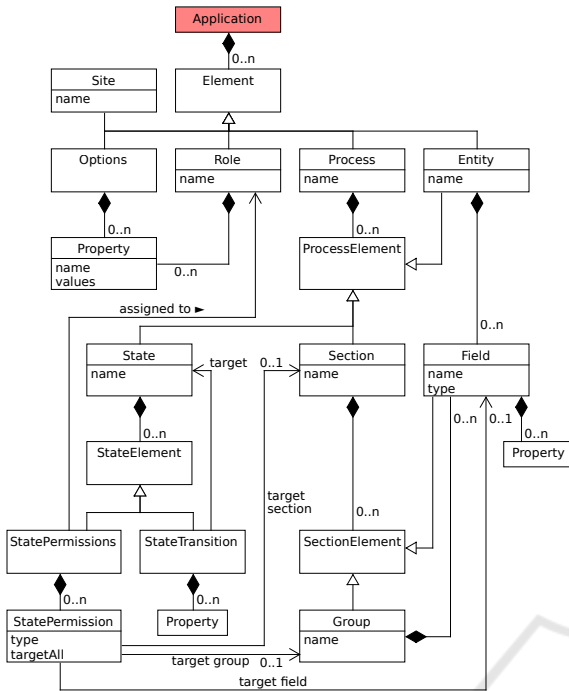 Application
0..n
Site
name
Element
Options
Role
name
Process
name
Entity
name
0..n
0..n
Property
name
values
0..n
ProcessElement
assigned to ►
0..n
State
name
target
0..1
Section
name
Field
name
type
0..n
0..n
0..1
0..n
StateElement
Property
target
section
0..n
StatePermissions
StateTransition
SectionElement
0..n
0..n
StatePermission
type
targetAll
Property
Group
name
target group
0..1
target field